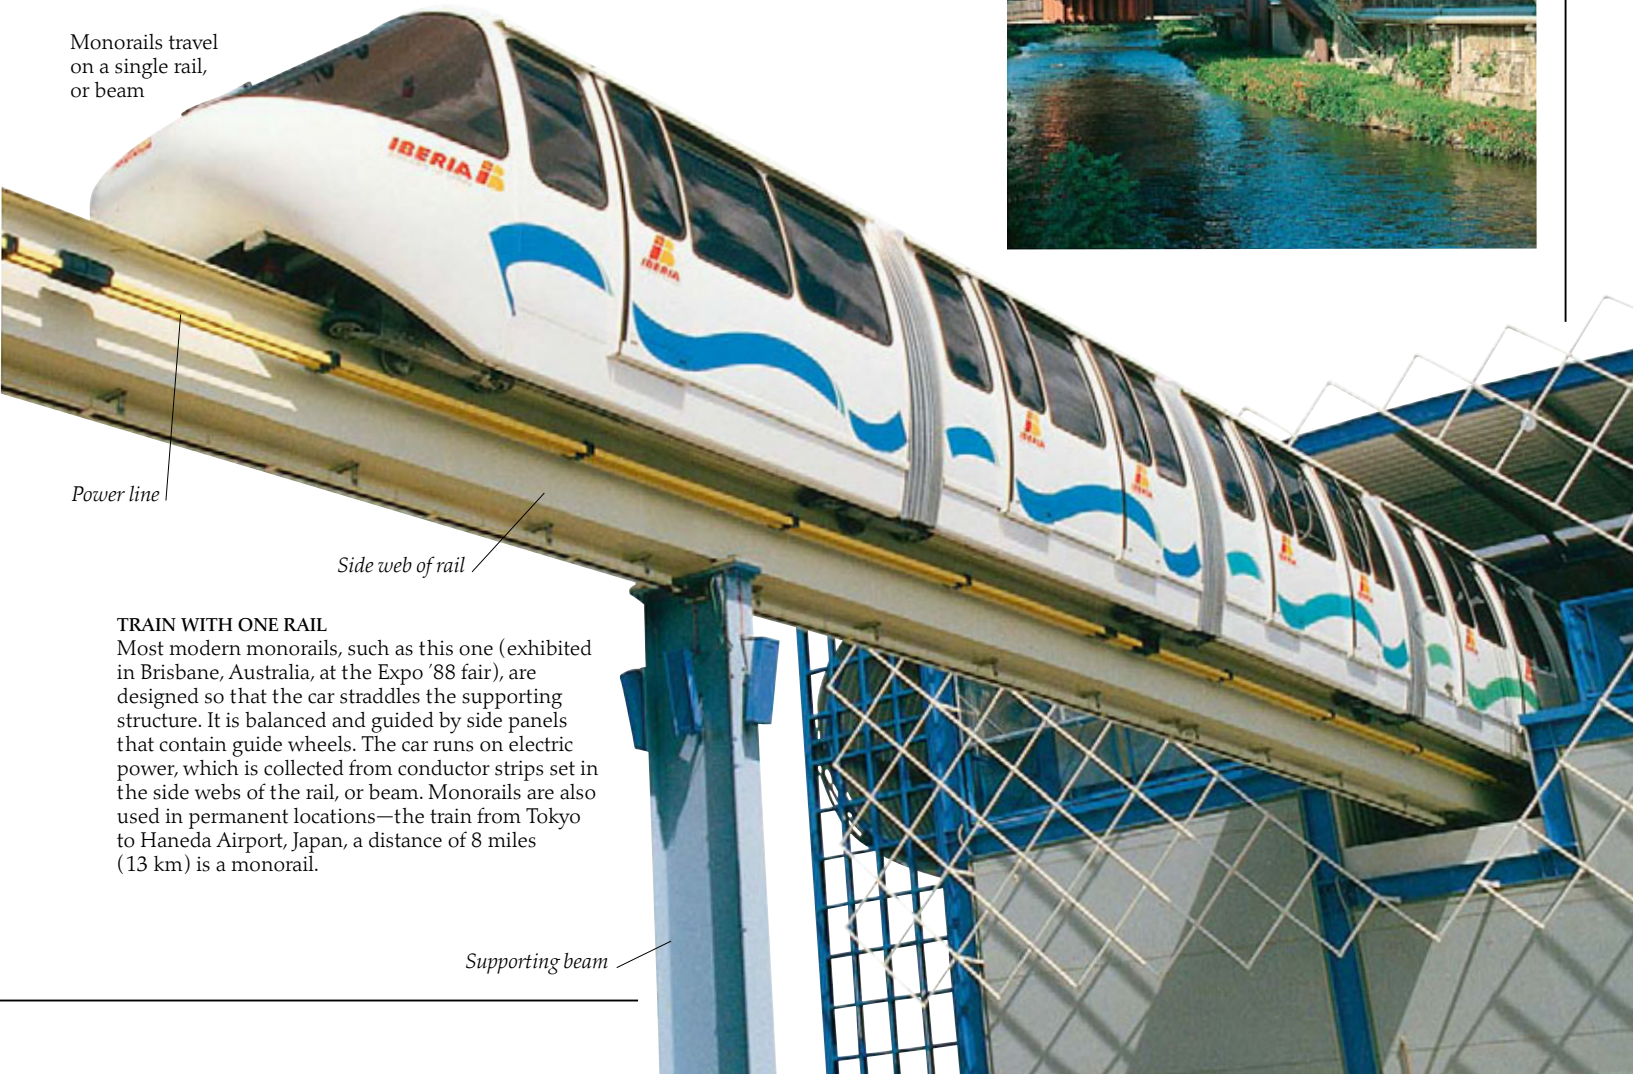 Monorails travel
on a single rail,
or beam
IBERIA
IBERIA
IBERIA
IBERIA
IBERIA
IBERIA
Power line
Side web of rail
TRAIN WITH ONE RAIL
Most modern monorails, such as this one (exhibited
in Brisbane, Australia, at the Expo ’88 fair), are
designed so that the car straddles the supporting
structure. It is balanced and guided by side panels
that contain guide wheels. The car runs on electric
power, which is collected from conductor strips set in
the side webs of the rail, or beam. Monorails are also
used in permanent locations—the train from Tokyo
to Haneda Airport, Japan, a distance of 8 miles
(13 km) is a monorail.
Supporting beam